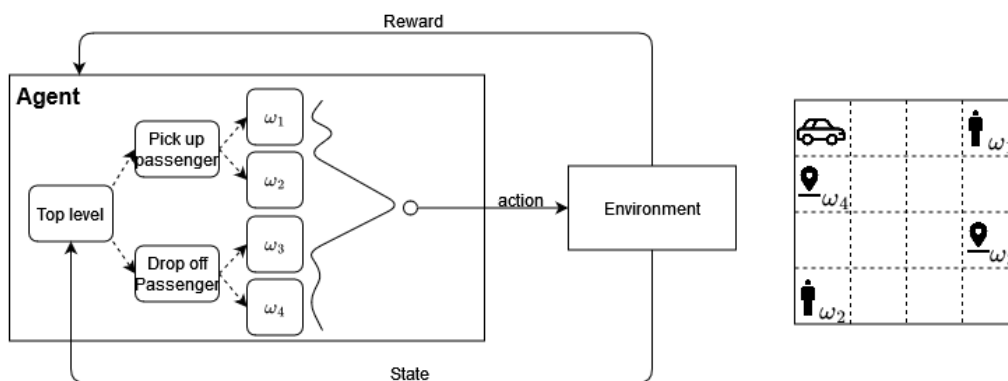 Reward
Agent
Pick up
passenger
ω₁
ω₂
Top level
action
Environment
Drop off
Passenger
ω₃
ω₄
State
ω
ω₄
ω
ω₂